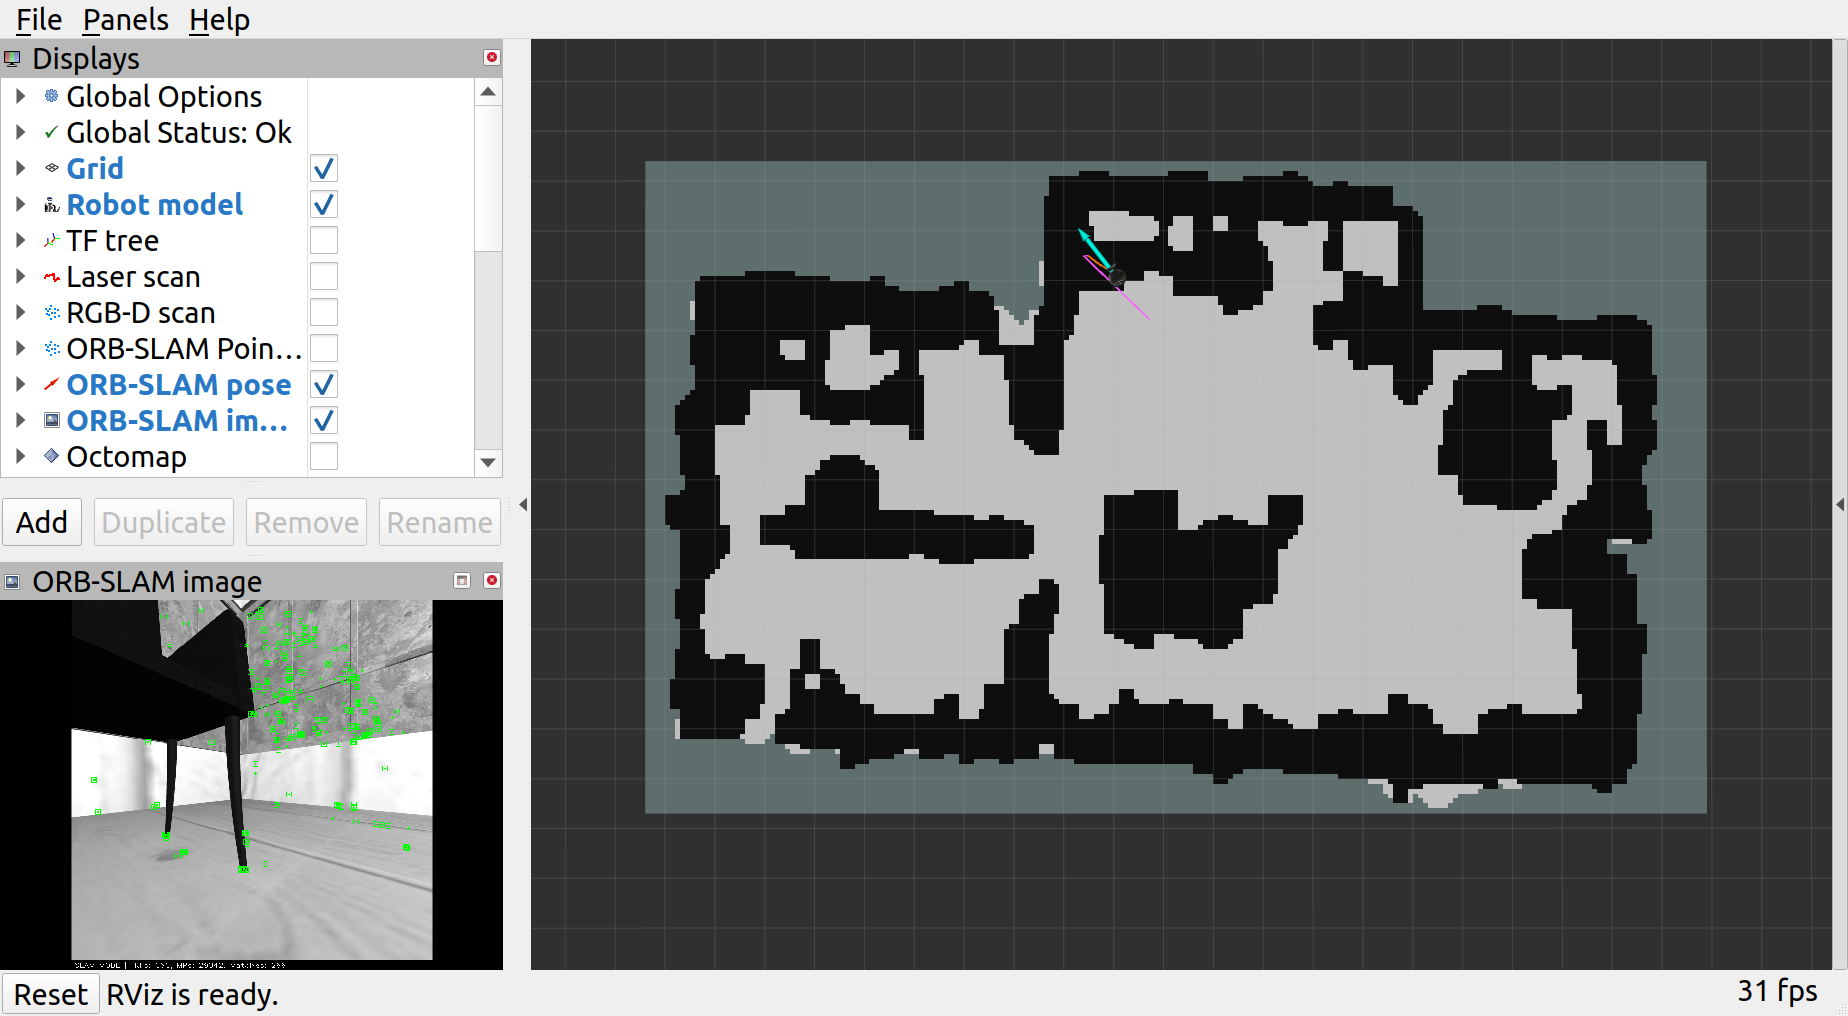 File Panels Help
Displays
Global Options
Global Status: Ok
Grid
Robot model
TF tree
Laser scan
RGB-D scan
ORB-SLAM Poin...
ORB-SLAM pose
ORB-SLAM im...
Octomap
Add Duplicate Remove Rename
ORB-SLAM image
Reset RViz is ready.
31 fps